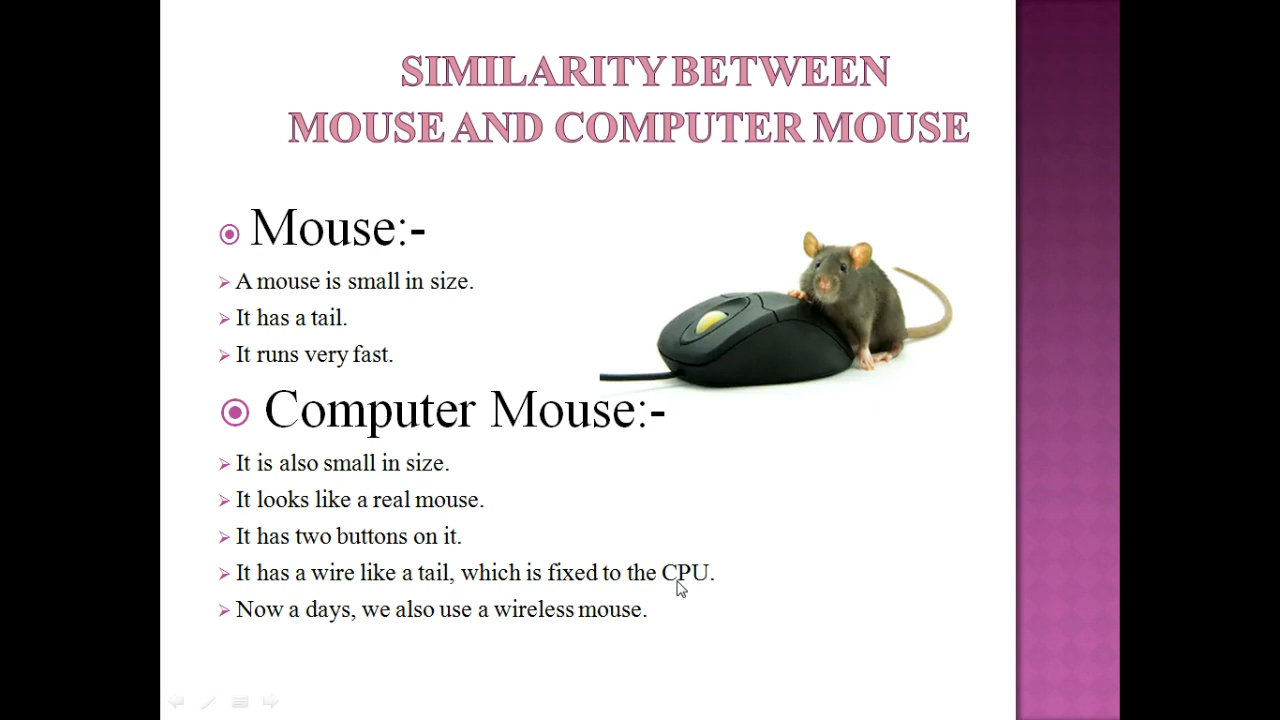 SIMILARITY BETWEEN
MOUSE AND COMPUTER MOUSE
Mouse:-
A mouse is small in size.
It has a tail.
It runs very fast.
Computer Mouse:-
It is also small in size.
It looks like a real mouse.
It has two buttons on it.
It has a wire like a tail, which is fixed to the CPU.
Now a days, we also use a wireless mouse.